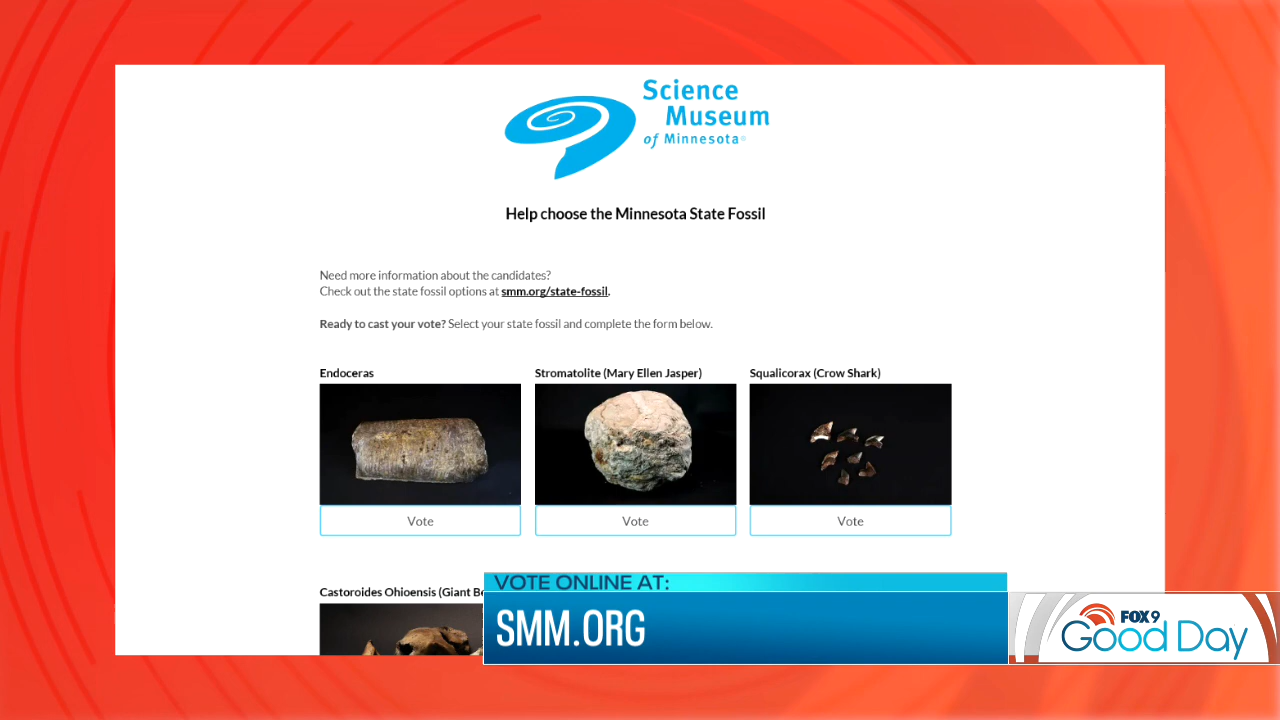 Science
Museum
of Minnesota
Help choose the Minnesota State Fossil
Need more information about the candidates?
Check out the state fossil options at smm.org/state-fossil.
Ready to cast your vote? Select your state fossil and complete the form below.
Endoceras
Stromatolite (Mary Ellen Jasper)
Squalicorax (Crow Shark)
Vote
Vote
Vote
Castoroides Ohioensis (Giant
VOTE ONLINE AT:
SMM.ORG
FOX 9
Good Day